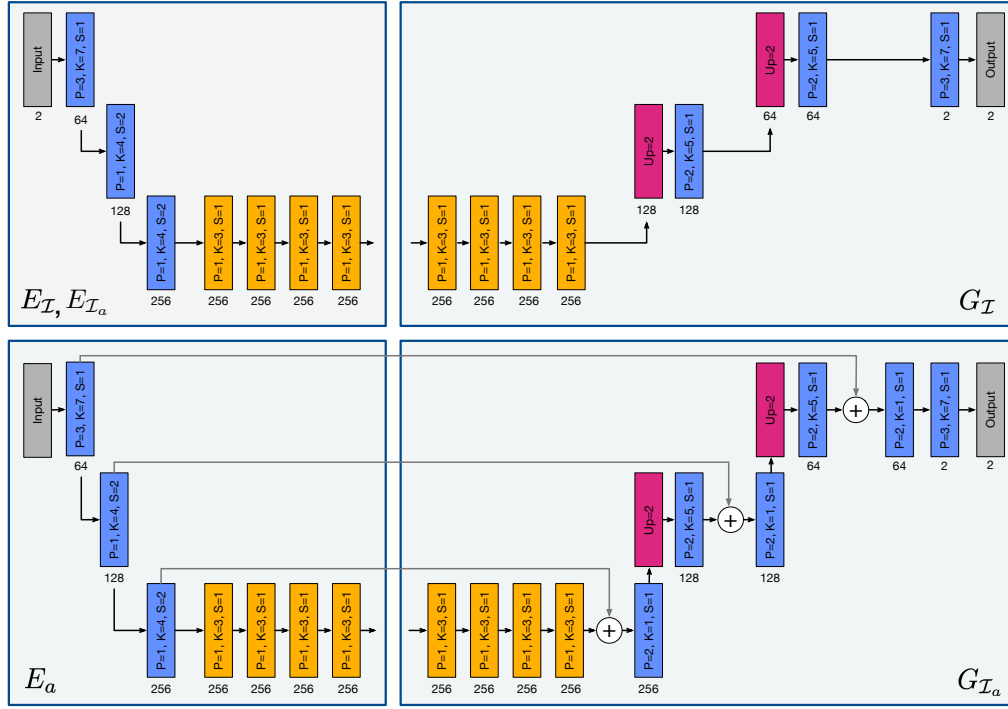 Input
2
P=3, K=7, S=1
64
P=1, K=4, S=2
128
P=1, K=4, S=2
256
P=1, K=3, S=1
256
P=1, K=3, S=1
256
P=1, K=3, S=1
256
P=1, K=3, S=1
256
E_I, E_{I_a}
P=1, K=3, S=1
256
P=1, K=3, S=1
256
P=1, K=3, S=1
256
P=1, K=3, S=1
256
Up=2
128
P=2, K=5, S=1
128
Up=2
64
P=2, K=5, S=1
64
P=3, K=7, S=1
2
Output
2
G_I
Input
P=3, K=7, S=1
64
P=1, K=4, S=2
128
P=1, K=4, S=2
256
P=1, K=3, S=1
256
P=1, K=3, S=1
256
P=1, K=3, S=1
256
P=1, K=3, S=1
256
E_a
P=1, K=3, S=1
256
P=1, K=3, S=1
256
P=1, K=3, S=1
256
P=1, K=3, S=1
256
+
P=2, K=1, S=1
256
Up=2
P=2, K=5, S=1
128
+
P=2, K=1, S=1
128
Up=2
P=2, K=5, S=1
64
+
P=2, K=1, S=1
64
P=3, K=7, S=1
2
Output
2
G_{I_a}